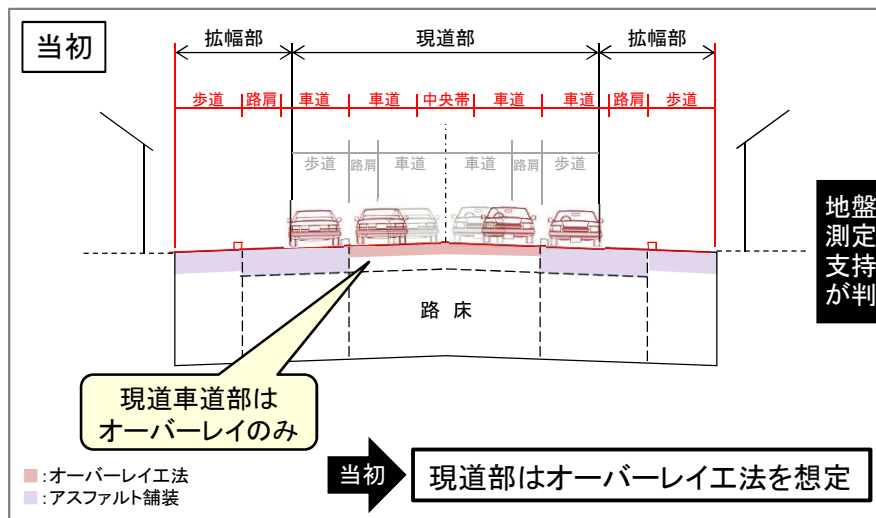 当初
拡幅部 現道部 拡幅部
歩道 路肩 車道 車道 中央帯 車道 車道 路肩 歩道
歩道 路肩 車道 車道 路肩 歩道
地盤
測定
支持
が判
路 床
現道車道部は
オーバーレイのみ
■:オーバーレイ工法
■:アスファルト舗装
当初
現道部はオーバーレイ工法を想定